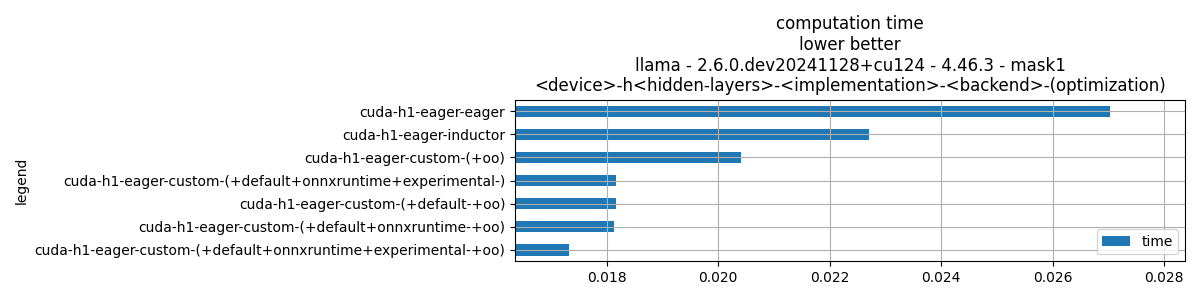 computation time
lower better
llama - 2.6.0.dev20241128+cu124 - 4.46.3 - mask1
<device>-h<hidden-layers>-<implementation>-<backend>-(optimization)
legend
cuda-h1-eager-eager
cuda-h1-eager-inductor
cuda-h1-eager-custom-(+oo)
cuda-h1-eager-custom-(+default+onnxruntime+experimental-)
cuda-h1-eager-custom-(+default-+oo)
cuda-h1-eager-custom-(+default+onnxruntime-+oo)
cuda-h1-eager-custom-(+default+onnxruntime+experimental-+oo)
time
0.018 0.020 0.022 0.024 0.026 0.028